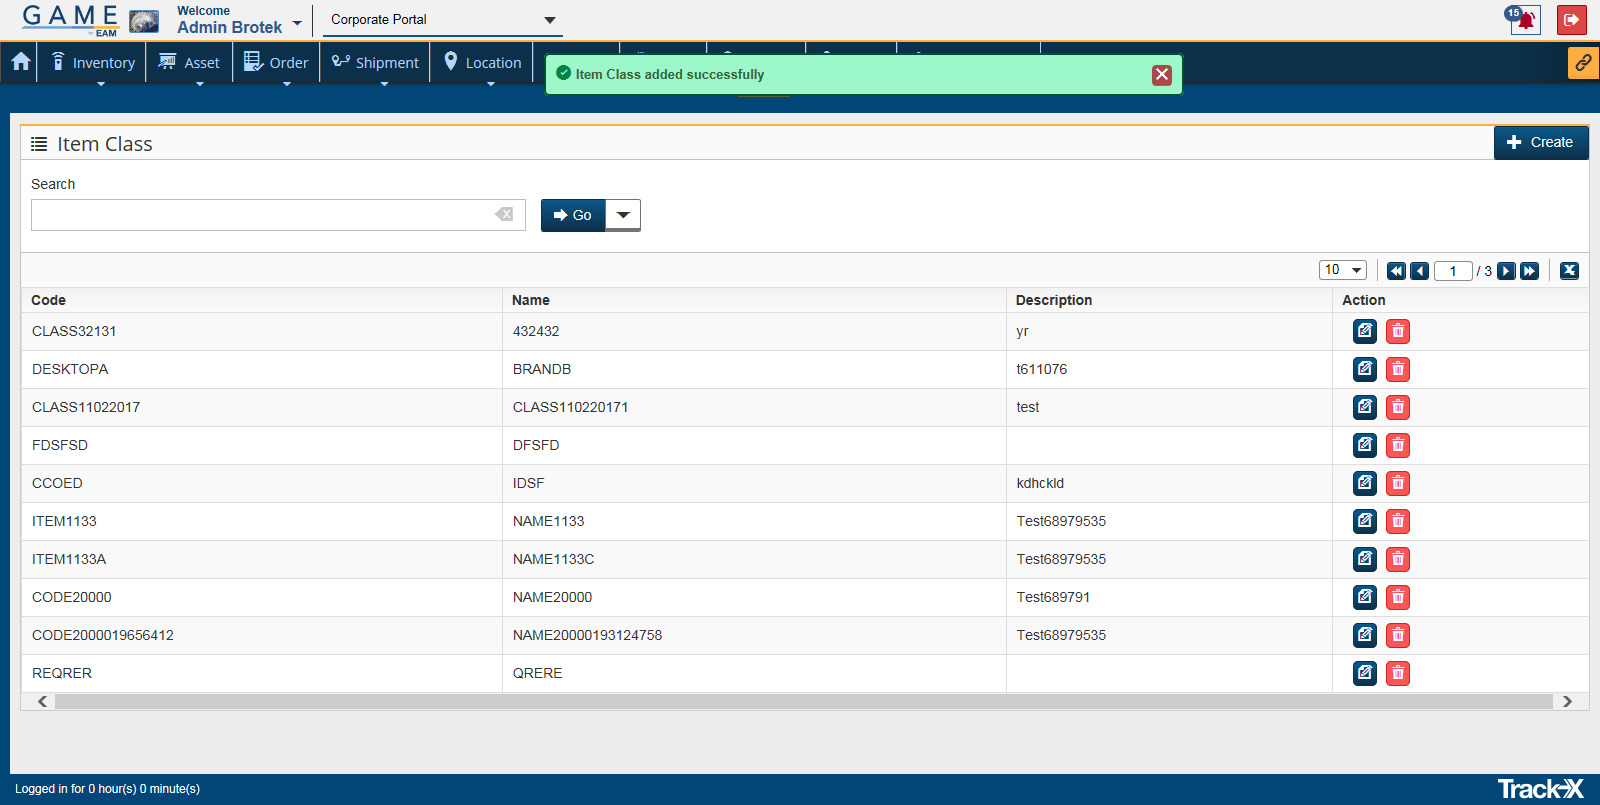 GAME
EAM
Welcome
Admin Brotek
Corporate Portal
15
Inventory
Asset
Order
Shipment
Location
Item Class added successfully
Item Class
Create
Search
Go
10
1 / 3
Code Name Description Action
CLASS32131 432432 yr
DESKTOPA BRANDB t611076
CLASS11022017 CLASS110220171 test
FDSFSD DFSFD
CCOED IDSF kdhckld
ITEM1133 NAME1133 Test68979535
ITEM1133A NAME1133C Test68979535
CODE20000 NAME20000 Test689791
CODE2000019656412 NAME20000193124758 Test68979535
REQRER QRERE
Logged in for 0 hour(s) 0 minute(s)
Track-X